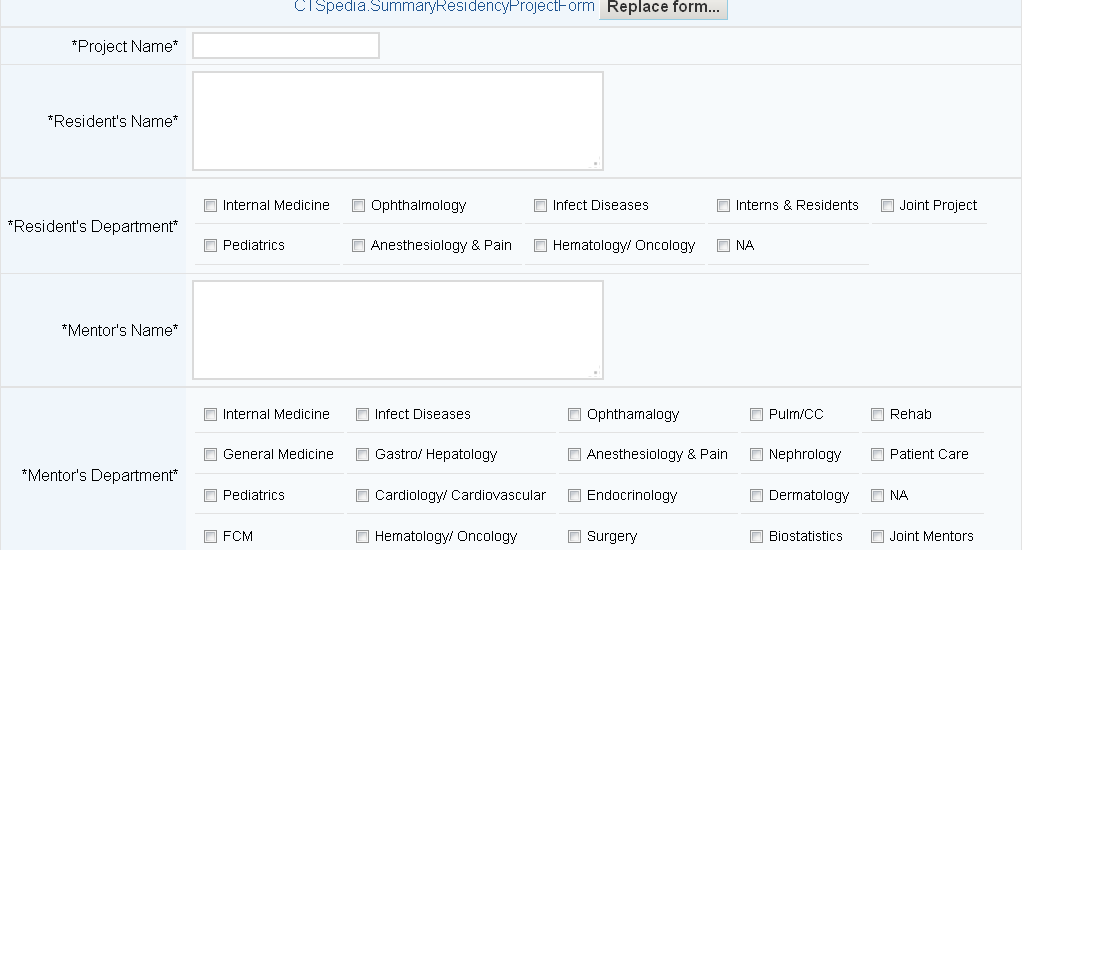 CTSpedia.SummaryResidencyProjectForm Replace form...
*Project Name*
*Resident's Name*
*Resident's Department*
Internal Medicine Ophthalmology Infect Diseases Interns & Residents Joint Project
Pediatrics Anesthesiology & Pain Hematology/ Oncology NA
*Mentor's Name*
*Mentor's Department*
Internal Medicine Infect Diseases Ophthamalogy Pulm/CC Rehab
General Medicine Gastro/ Hepatology Anesthesiology & Pain Nephrology Patient Care
Pediatrics Cardiology/ Cardiovascular Endocrinology Dermatology NA
FCM Hematology/ Oncology Surgery Biostatistics Joint Mentors